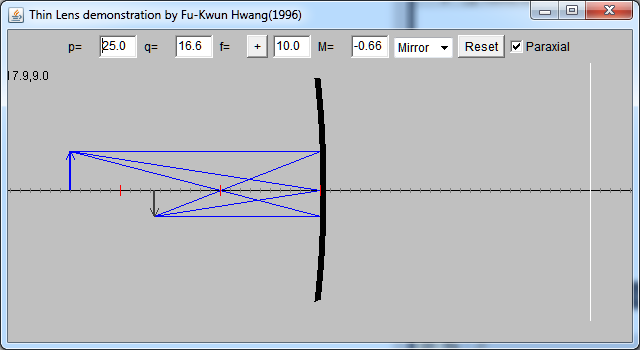 Thin Lens demonstration by Fu-Kwun Hwang(1996)
p= 25.0 q= 16.6 f= + 10.0 M= -0.66 Mirror Reset Paraxial
17.9,9.0